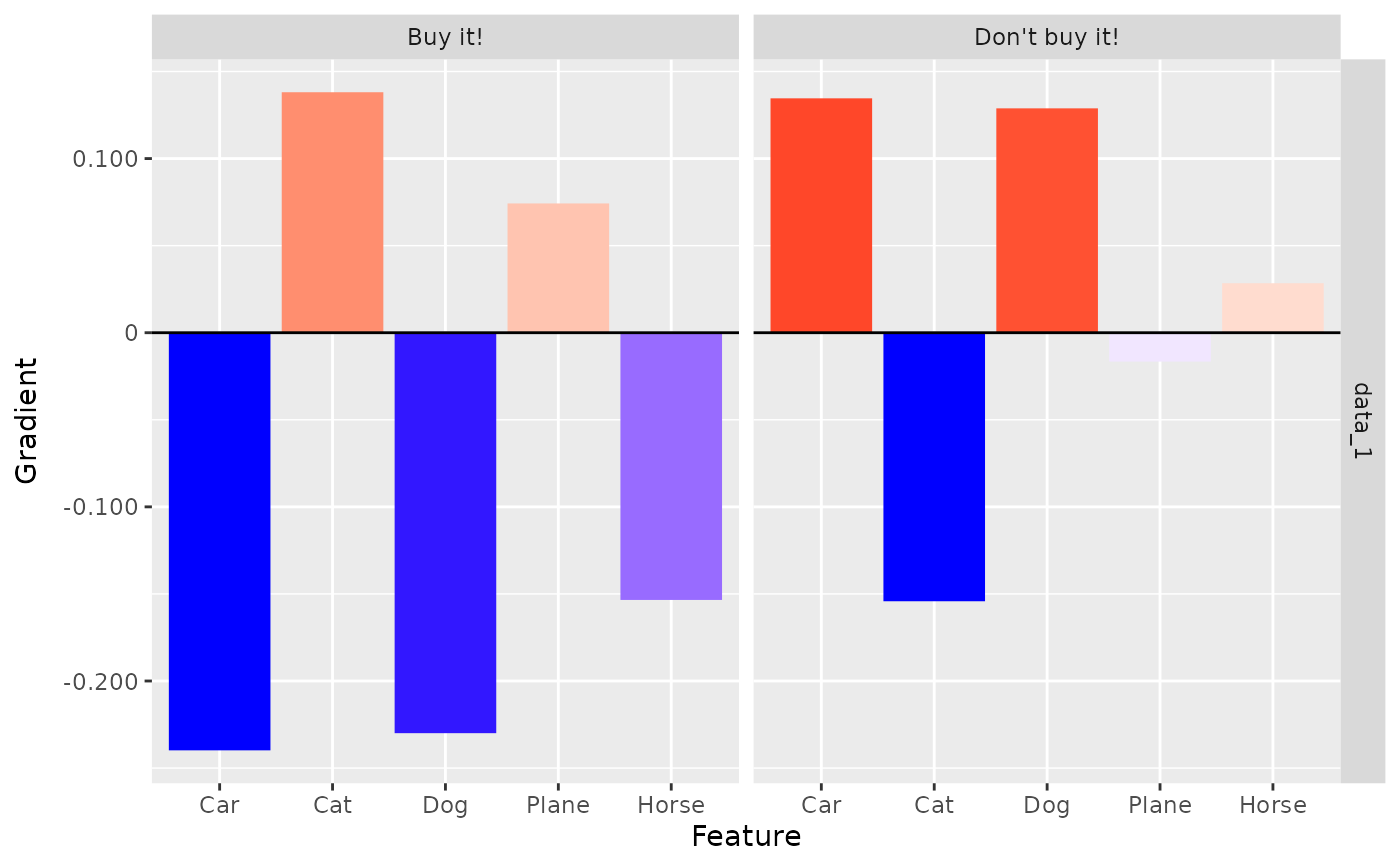 Buy it!
Don't buy it!
0.100
0
-0.100
-0.200
Gradient
data_1
Car Cat Dog Plane Horse
Car Cat Dog Plane Horse
Feature